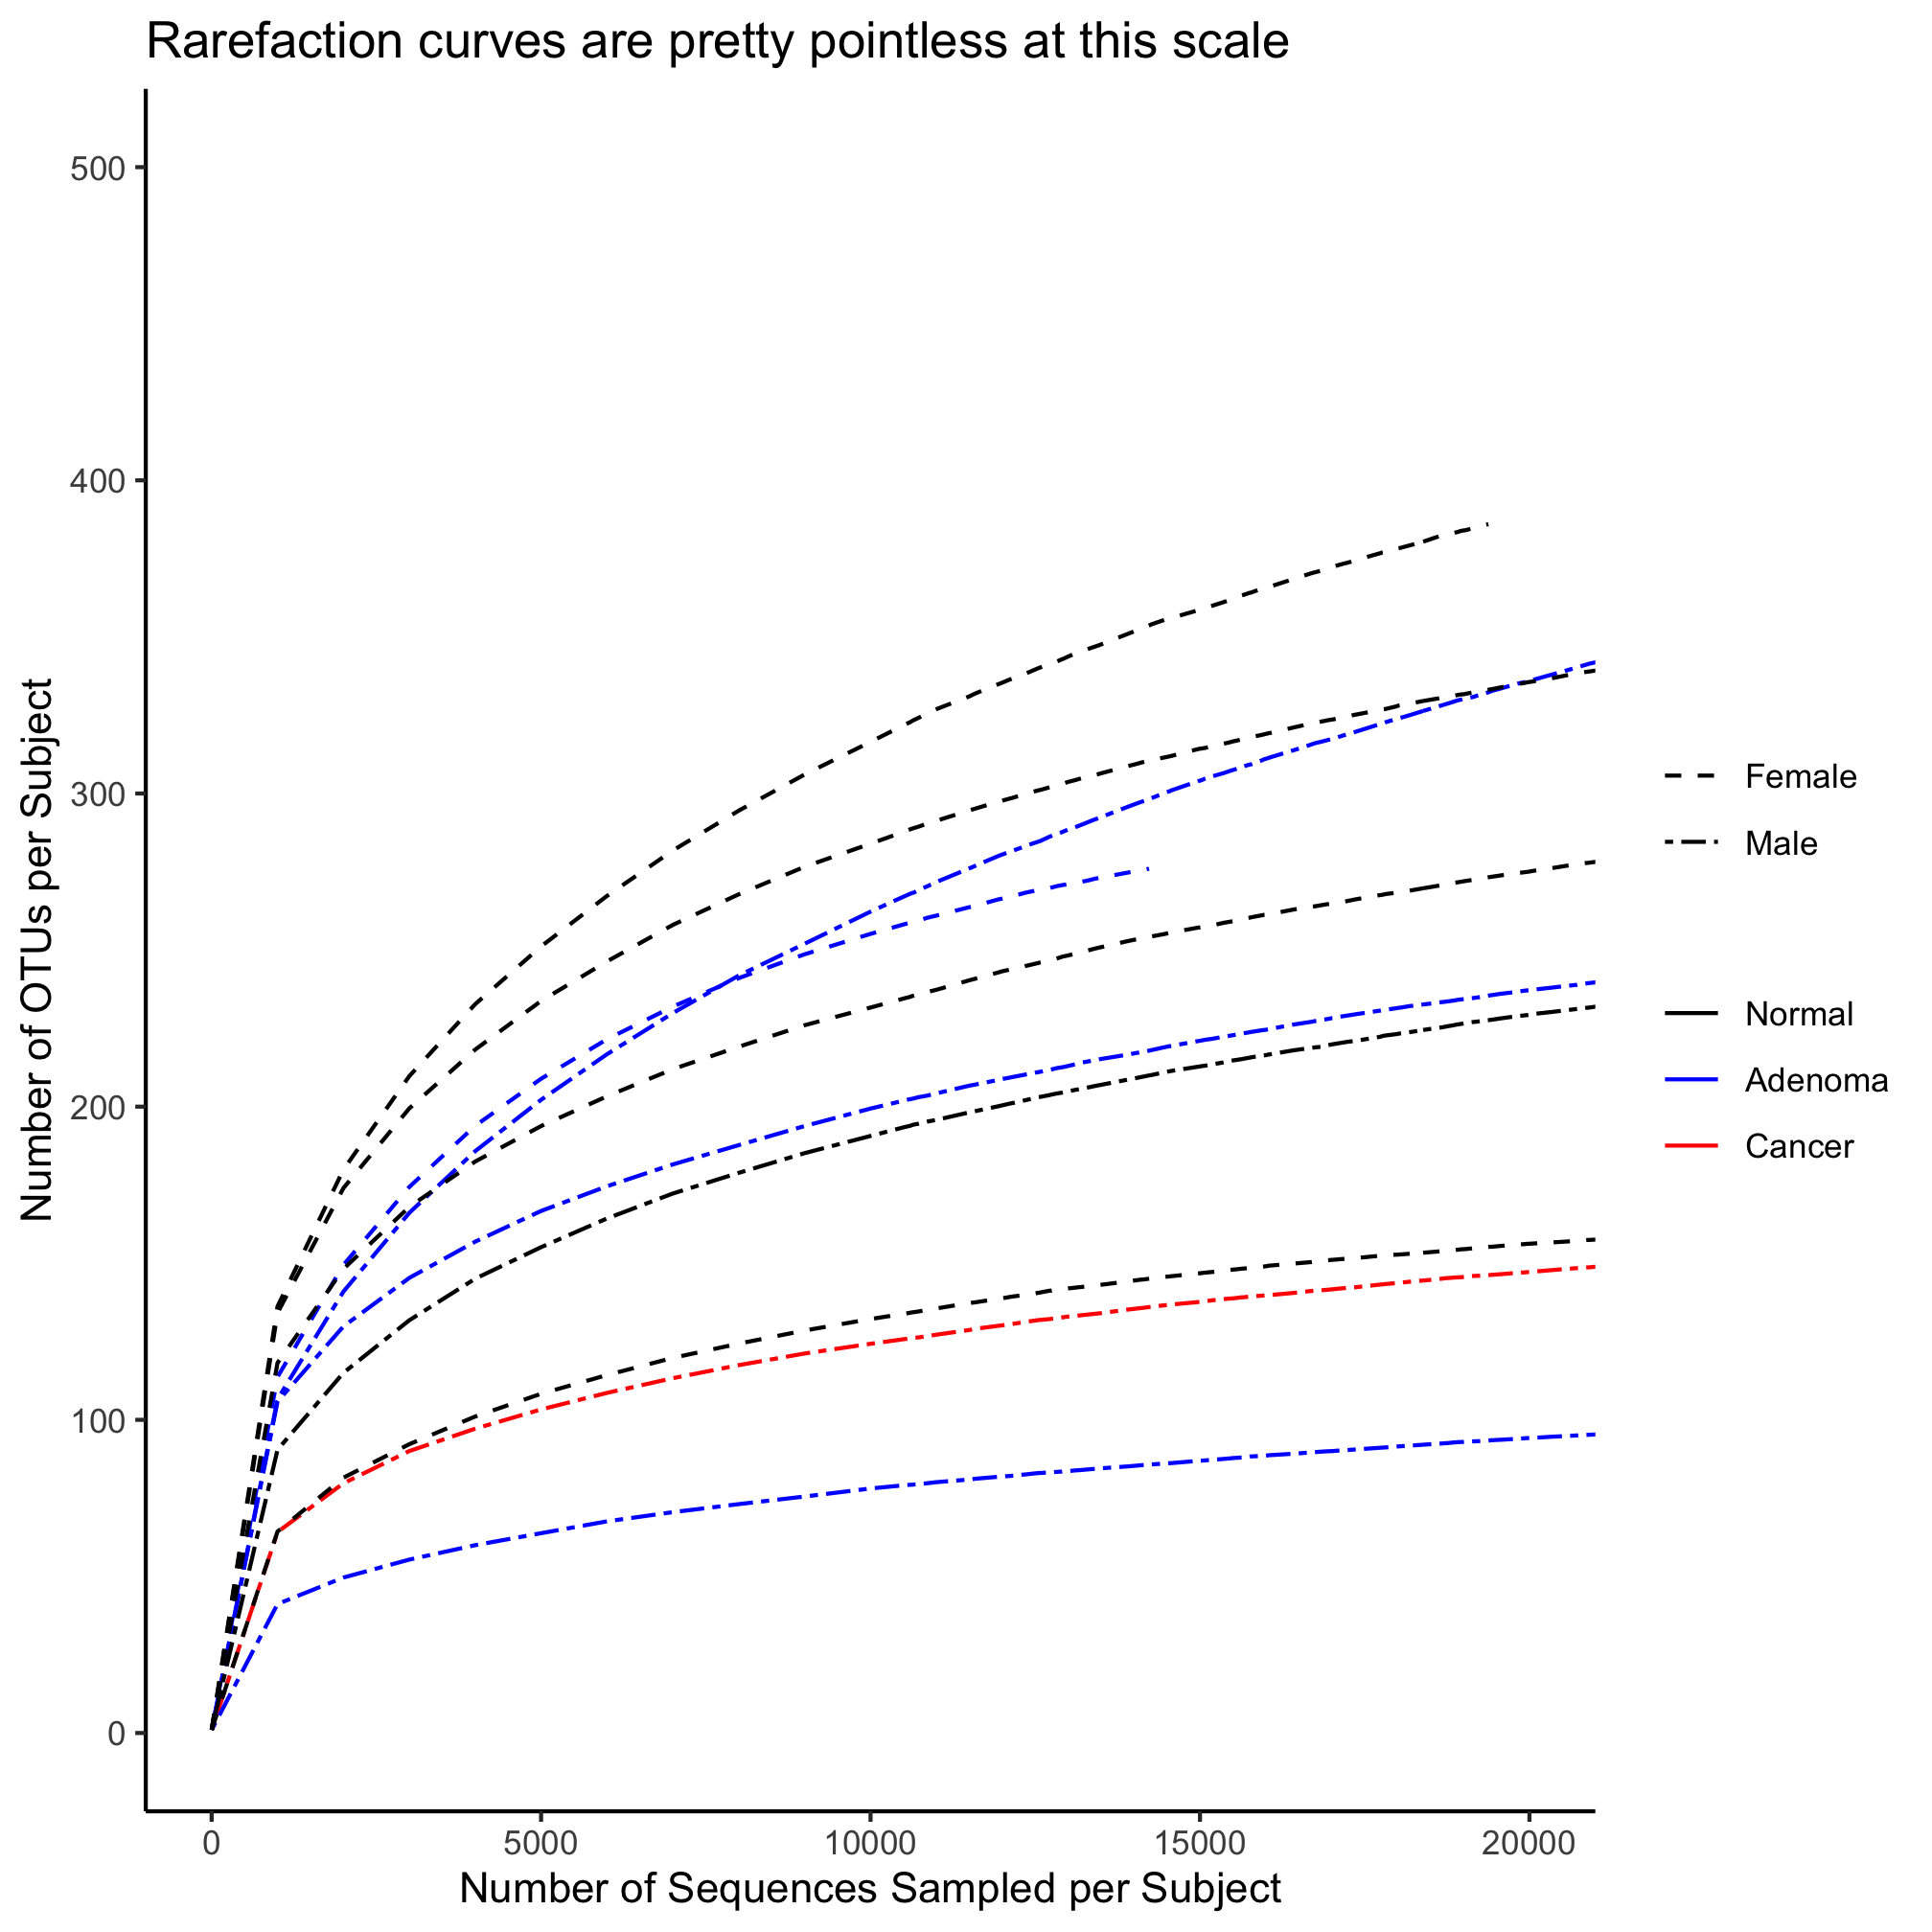 Rarefaction curves are pretty pointless at this scale
Number of OTUs per Subject
500
400
300
200
100
0
0 5000 10000 15000 20000
Number of Sequences Sampled per Subject
Female
Male
Normal
Adenoma
Cancer